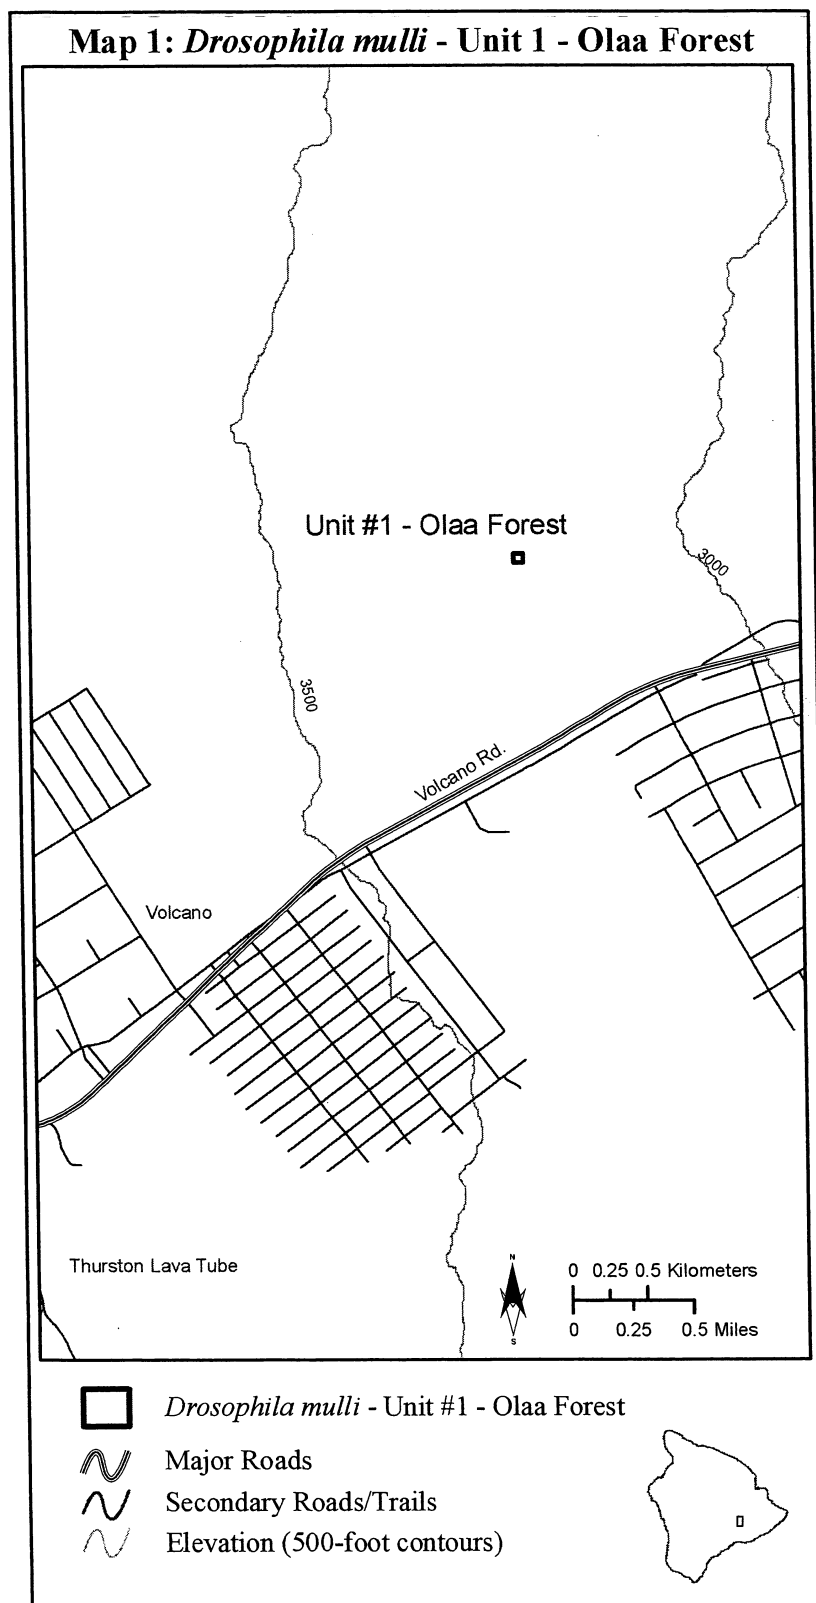 Map 1: Drosophila mulli - Unit 1 - Olaa Forest
Unit #1 - Olaa Forest
3000
3500
Volcano Rd.
Volcano
Thurston Lava Tube
N
S
0 0.25 0.5 Kilometers
0 0.25 0.5 Miles
Drosophila mulli - Unit #1 - Olaa Forest
Major Roads
Secondary Roads/Trails
Elevation (500-foot contours)